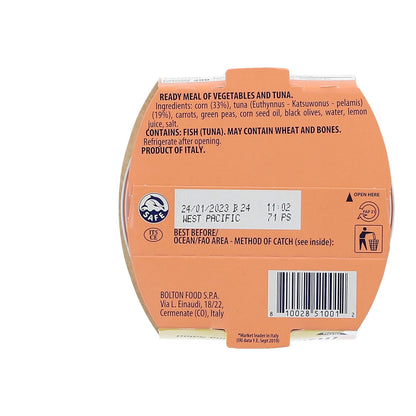 READY MEAL OF VEGETABLES AND TUNA.
Ingredients: corn (33%), tuna (Euthynnus - Katsuwonus - pelamis)
(19%), carrots, green peas, corn seed oil, black olives, water, lemon
juice, salt.
CONTAINS: FISH (TUNA). MAY CONTAIN WHEAT AND BONES.
Refrigerate after opening.
PRODUCT OF ITALY.
OPEN HERE
24/01/2023 B 24 11:02
WEST PACIFIC 71 PS
SAFE
BEST BEFORE/
OCEAN/FAO AREA - METHOD OF CATCH (see inside):
BOLTON FOOD S.P.A.
Via L. Einaudi, 18/22,
Cermenate (CO), Italy
8 10028 51001 2
*Market leader in Italy
(IRI data Y.E. Sept 2019)